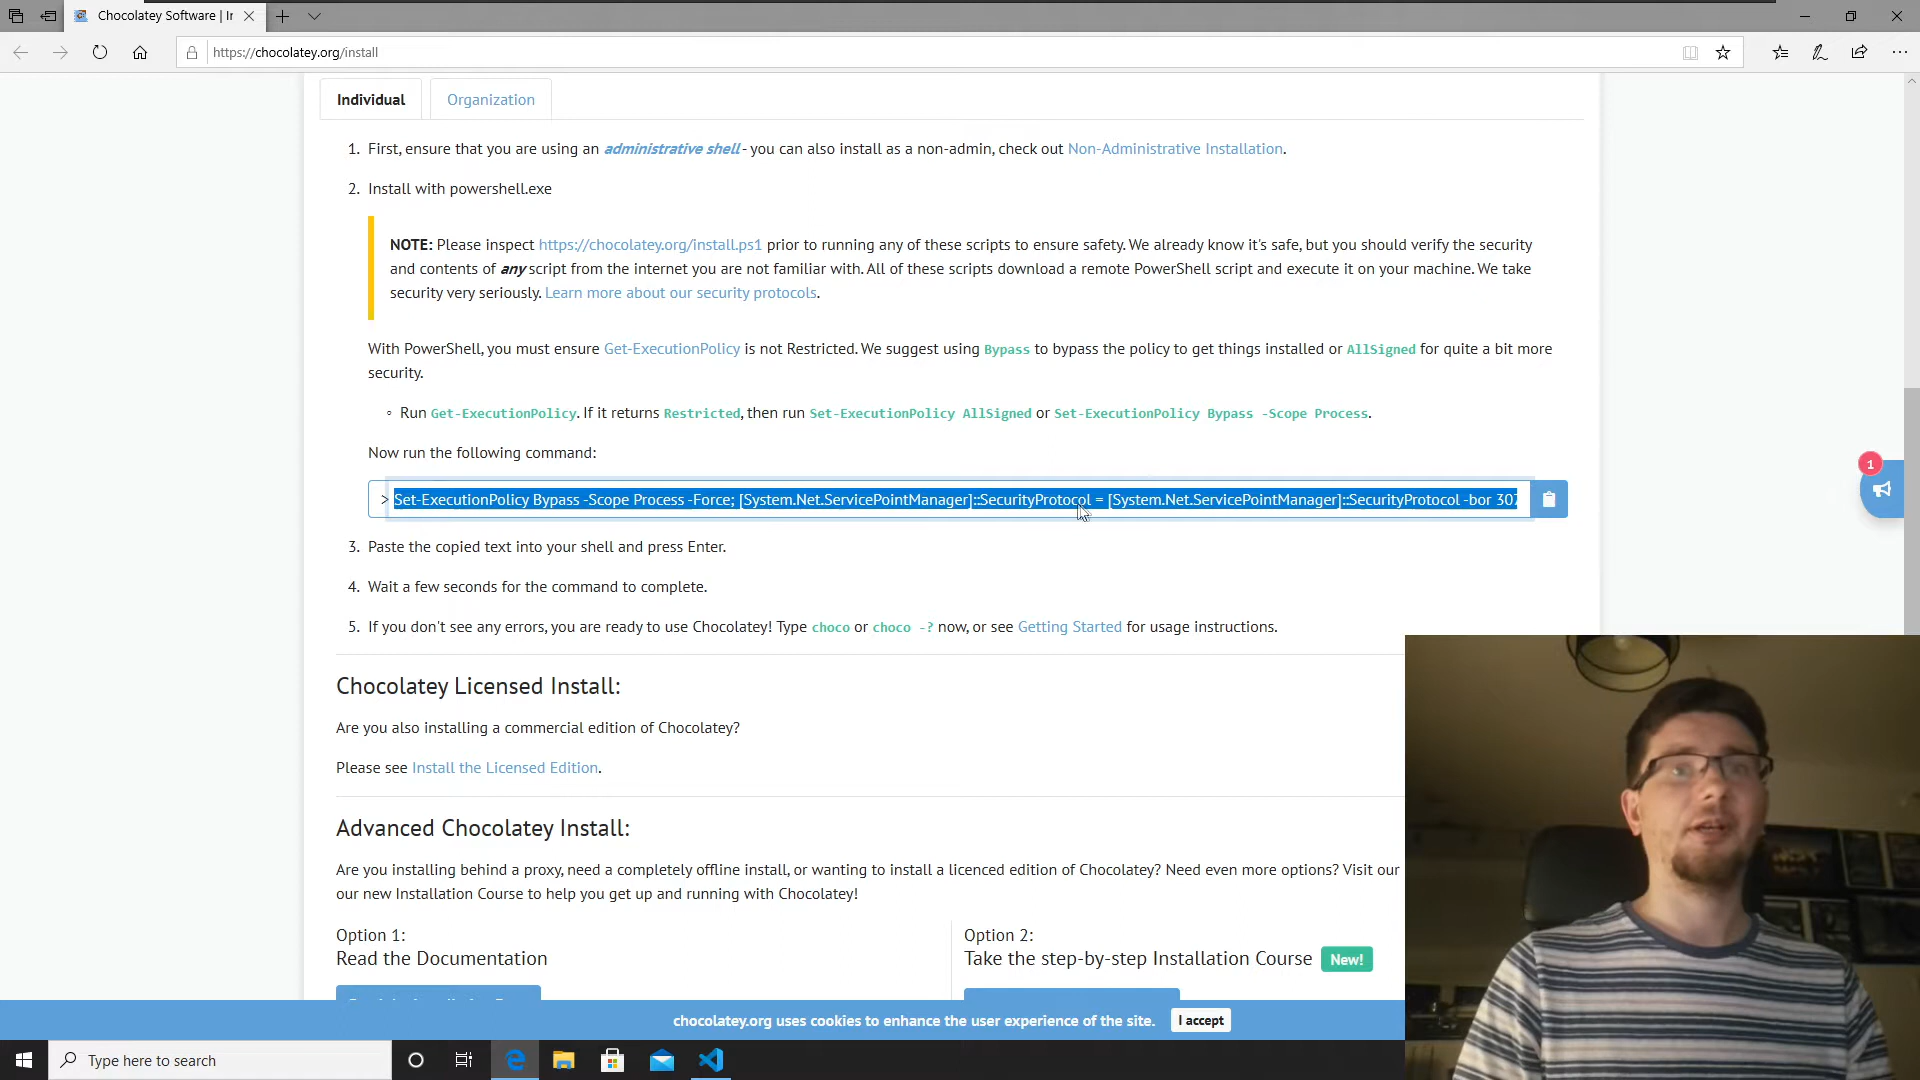 Chocolatey Software | Ir
https://chocolatey.org/install
Individual
Organization
1. First, ensure that you are using an administrative shell - you can also install as a non-admin, check out Non-Administrative Installation.
2. Install with powershell.exe
NOTE: Please inspect https://chocolatey.org/install.ps1 prior to running any of these scripts to ensure safety. We already know it's safe, but you should verify the security
and contents of any script from the internet you are not familiar with. All of these scripts download a remote PowerShell script and execute it on your machine. We take
security very seriously. Learn more about our security protocols.
With PowerShell, you must ensure Get-ExecutionPolicy is not Restricted. We suggest using Bypass to bypass the policy to get things installed or AllSigned for quite a bit more
security.
◦ Run Get-ExecutionPolicy. If it returns Restricted, then run Set-ExecutionPolicy AllSigned or Set-ExecutionPolicy Bypass -Scope Process.
Now run the following command:
> Set-ExecutionPolicy Bypass -Scope Process -Force; [System.Net.ServicePointManager]::SecurityProtocol = [System.Net.ServicePointManager]::SecurityProtocol -bor 307
1
3. Paste the copied text into your shell and press Enter.
4. Wait a few seconds for the command to complete.
5. If you don't see any errors, you are ready to use Chocolatey! Type choco or choco -? now, or see Getting Started for usage instructions.
Chocolatey Licensed Install:
Are you also installing a commercial edition of Chocolatey?
Please see Install the Licensed Edition.
Advanced Chocolatey Install:
Are you installing behind a proxy, need a completely offline install, or wanting to install a licenced edition of Chocolatey? Need even more options? Visit our
our new Installation Course to help you get up and running with Chocolatey!
Option 1:
Read the Documentation
Option 2:
Take the step-by-step Installation Course New!
chocolatey.org uses cookies to enhance the user experience of the site. I accept
Type here to search